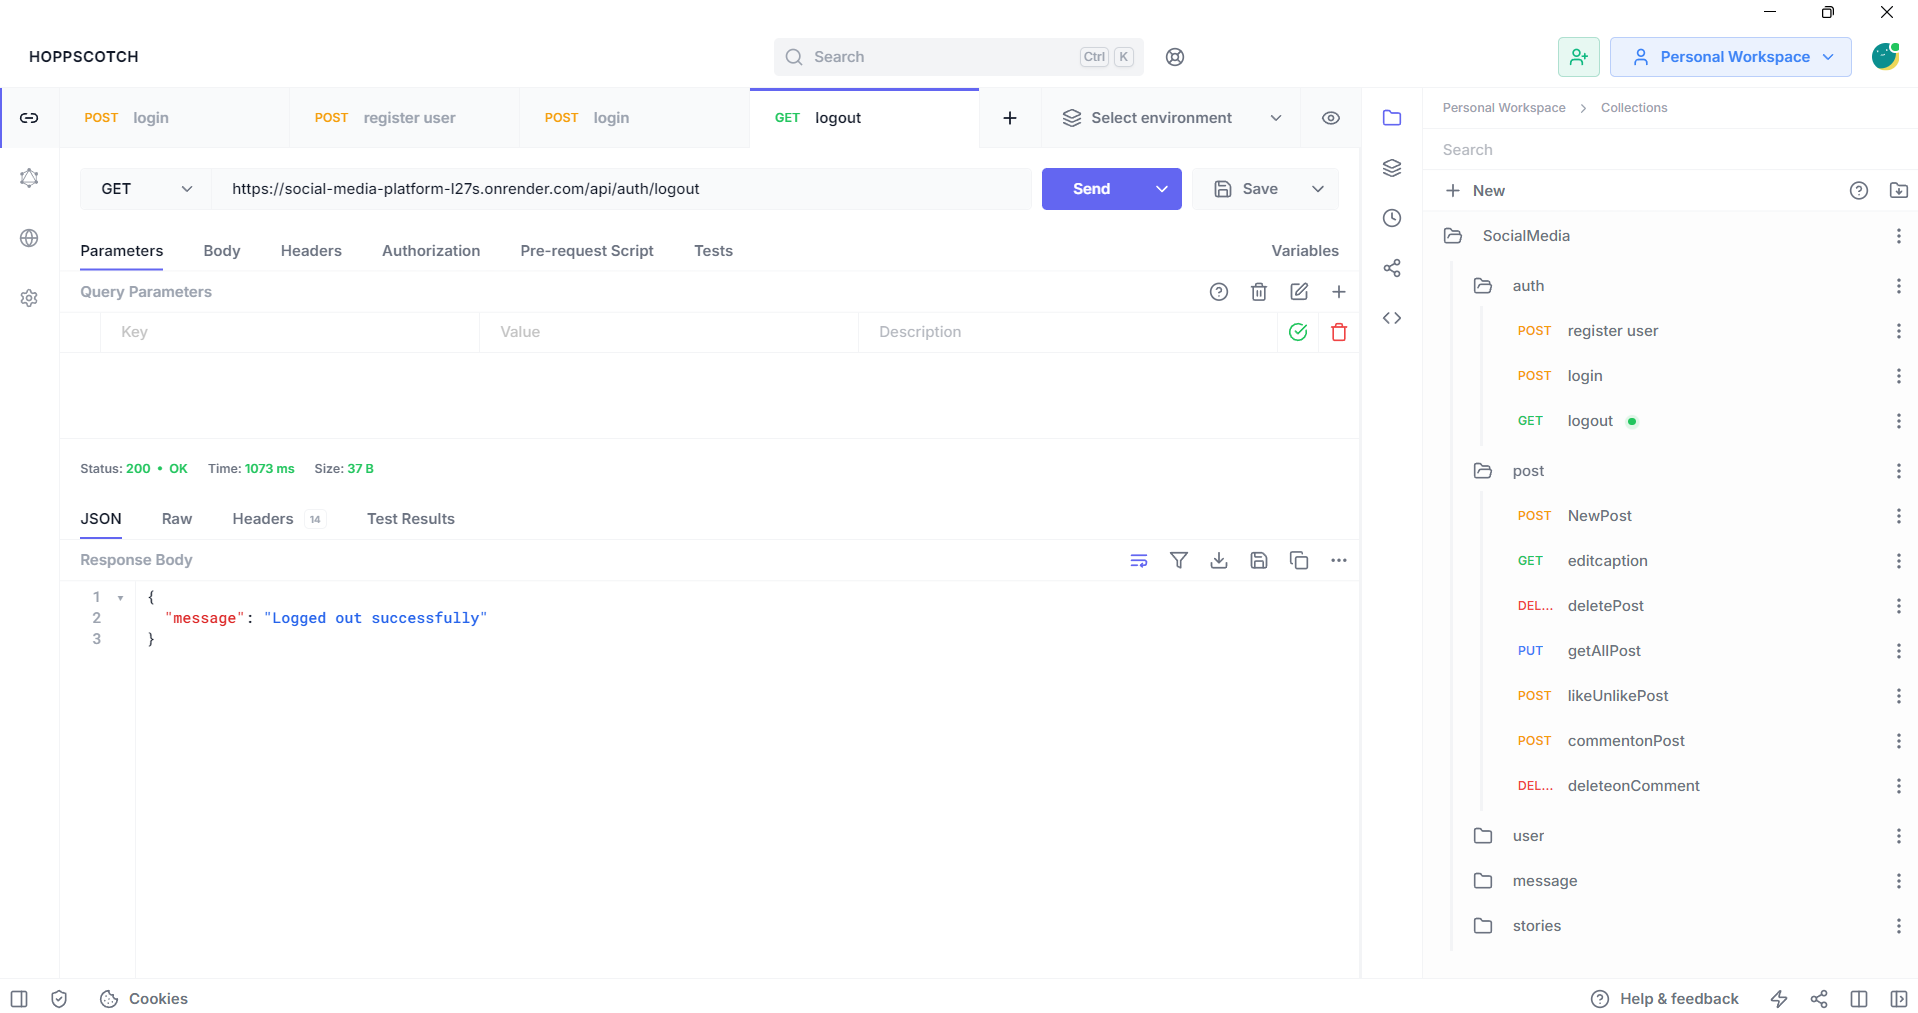 HOPPSCOTCH
Search
Ctrl K
Personal Workspace
POST login
POST register user
POST login
GET logout
Select environment
GET
https://social-media-platform-l27s.onrender.com/api/auth/logout
Send
Save
Parameters
Body
Headers
Authorization
Pre-request Script
Tests
Variables
Query Parameters
Key
Value
Description
Status: 200 • OK
Time: 1073 ms
Size: 37 B
JSON
Raw
Headers 14
Test Results
Response Body
1 {
2 "message": "Logged out successfully"
3 }
Personal Workspace > Collections
Search
+ New
SocialMedia
auth
POST register user
POST login
GET logout
post
POST NewPost
GET editcaption
DEL... deletePost
PUT getAllPost
POST likeUnlikePost
POST commentonPost
DEL... deleteonComment
user
message
stories
Cookies
Help & feedback